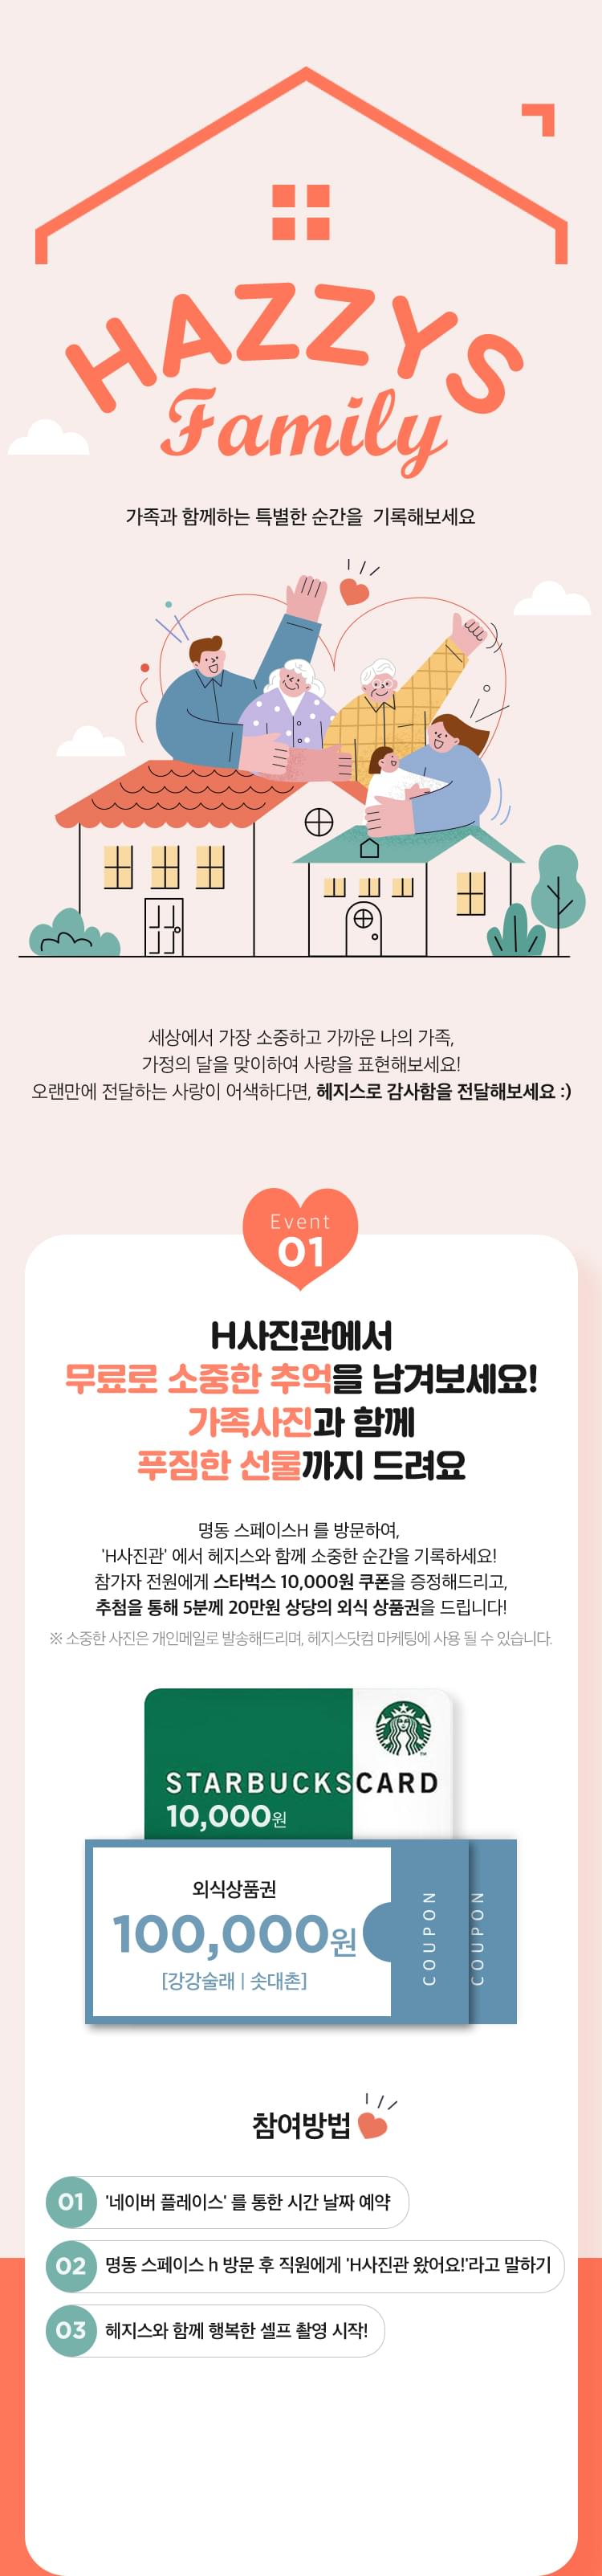 HAZZYS
Family
가족과 함께하는 특별한 순간을 기록해보세요
세상에서 가장 소중하고 가까운 나의 가족,
가정의 달을 맞이하여 사랑을 표현해보세요!
오랜만에 전달하는 사랑이 어색하다면, 헤지스로 감사함을 전달해보세요 :)
Event
01
H사진관에서
무료로 소중한 추억을 남겨보세요!
가족사진과 함께
푸짐한 선물까지 드려요
명동 스페이스H 를 방문하여,
'H사진관' 에서 헤지스와 함께 소중한 순간을 기록하세요!
참가자 전원에게 스타벅스 10,000원 쿠폰을 증정해드리고,
추첨을 통해 5분께 20만원 상당의 외식 상품권을 드립니다!
※ 소중한 사진은 개인메일로 발송해드리며, 헤지스닷컴 마케팅에 사용 될 수 있습니다.
STARBUCKSCARD
10,000원
외식상품권
100,000원
[강강술래 | 솟대촌]
COUPON
COUPON
참여방법
01 '네이버 플레이스' 를 통한 시간 날짜 예약
02 명동 스페이스 h 방문 후 직원에게 'H사진관 왔어요!'라고 말하기
03 헤지스와 함께 행복한 셀프 촬영 시작!